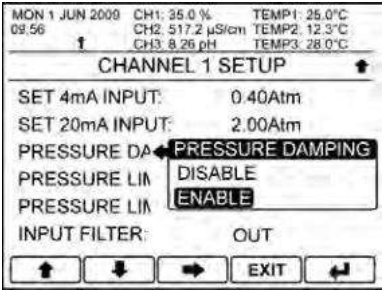 MON 1 JUN 2009 CH1: 35.0 % TEMP1: 25.0°C
09:56 CH2: 517.2 µS/cm TEMP2: 12.3°C
CH3: 8.26 pH TEMP3: 28.0°C
CHANNEL 1 SETUP
SET 4mA INPUT: 0.40Atm
SET 20mA INPUT: 2.00Atm
PRESSURE DA PRESSURE DAMPING
PRESSURE LIM DISABLE
PRESSURE LIM ENABLE
INPUT FILTER: OUT
EXIT